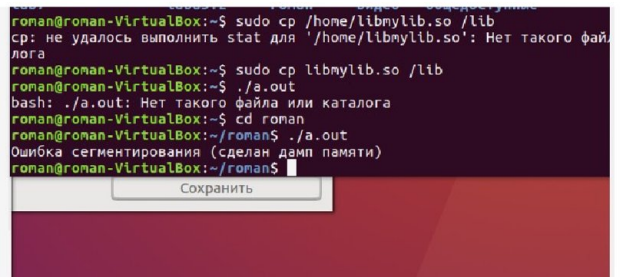 roman@roman-VirtualBox:~$ sudo cp /home/libmylib.so /lib
cp: не удалось выполнить stat для '/home/libmylib.so': Нет такого фай
лога
roman@roman-VirtualBox:~$ sudo cp libmylib.so /lib
roman@roman-VirtualBox:~$ ./a.out
bash: ./a.out: Нет такого файла или каталога
roman@roman-VirtualBox:~$ cd roman
roman@roman-VirtualBox:~/roman$ ./a.out
Ошибка сегментирования (сделан дамп памяти)
roman@roman-VirtualBox:~/roman$
Сохранить